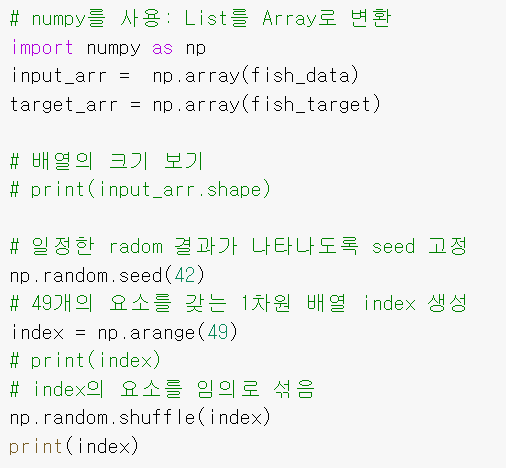 # numpy를 사용: List를 Array로 변환
import numpy as np
input_arr =  np.array(fish_data)
target_arr = np.array(fish_target)

# 배열의 크기 보기
# print(input_arr.shape)

# 일정한 radom 결과가 나타나도록 seed 고정
np.random.seed(42)
# 49개의 요소를 갖는 1차원 배열 index 생성
index = np.arange(49)
# print(index)
# index의 요소를 임의로 섞음
np.random.shuffle(index)
print(index)